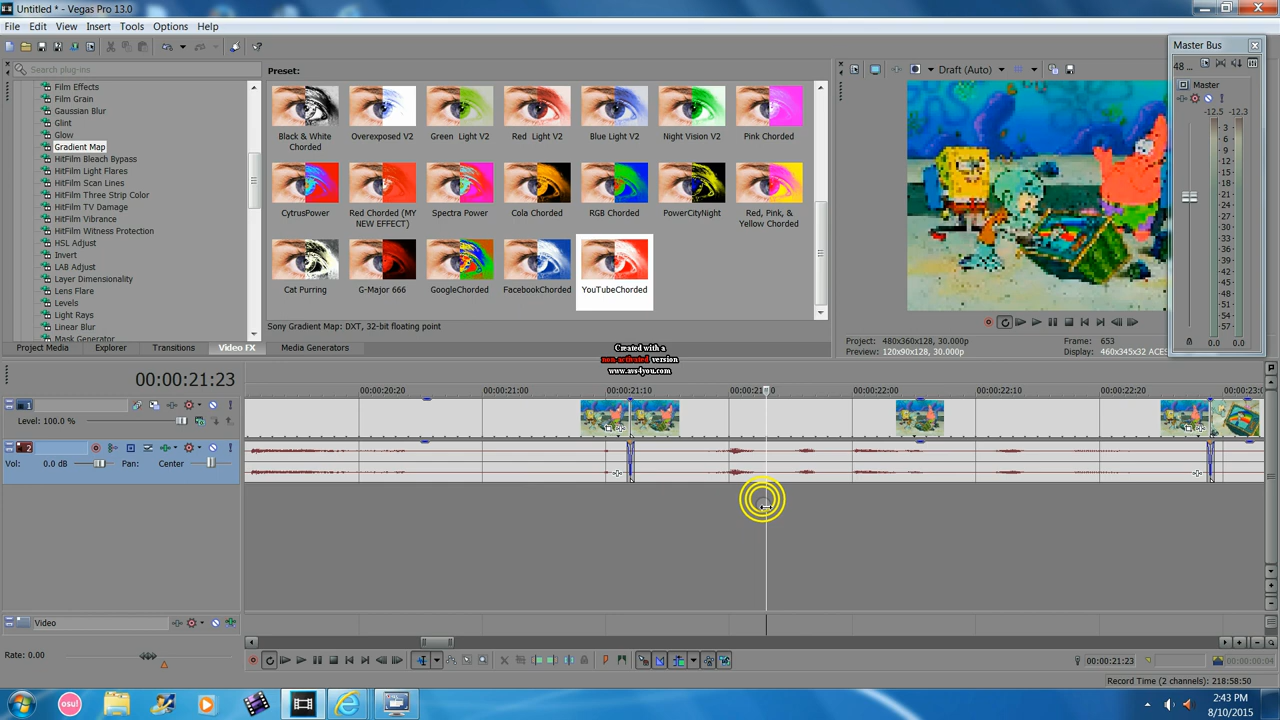 Untitled * - Vegas Pro 13.0
File Edit View Insert Tools Options Help
Search plug-ins
Film Effects
Film Grain
Gaussian Blur
Glint
Glow
Gradient Map
HitFilm Bleach Bypass
HitFilm Light Flares
HitFilm Scan Lines
HitFilm Three Strip Color
HitFilm TV Damage
HitFilm Vibrance
HitFilm Witness Protection
HSL Adjust
Invert
LAB Adjust
Layer Dimensionality
Lens Flare
Levels
Light Rays
Linear Blur
Mask Generator
Project Media Explorer Transitions Video FX Media Generators
Preset:
Black & White Chorded
Overexposed V2
Green Light V2
Red Light V2
Blue Light V2
Night Vision V2
Pink Chorded
CytrusPower
Red Chorded (MY NEW EFFECT)
Spectra Power
Cola Chorded
RGB Chorded
PowerCityNight
Red, Pink, & Yellow Chorded
Cat Purring
G-Major 666
GoogleChorded
FacebookChorded
YouTubeChorded
Sony Gradient Map: DXT, 32-bit floating point
Draft (Auto)
Project: 480x360x128, 30.000p
Frame: 653
Preview: 120x90x128, 30.000p
Display: 460x345x32 ACES
Master Bus
48 ...
Master
-12.5 -12.3
3
6
9
12
15
18
21
24
27
30
33
36
39
42
45
48
51
54
57
0.0 0.0
Created with a
non-activated version
www.avs4you.com
00:00:21:23
00:00:20:20 00:00:21:00 00:00:21:10 00:00:22:00 00:00:22:10 00:00:22:20
1
Level: 100.0 %
2
Vol: 0.0 dB Pan: Center
Video
Rate: 0.00
00:00:21:23
00:00:00:04
Record Time (2 channels): 218:58:50
osu!
2:43 PM
8/10/2015